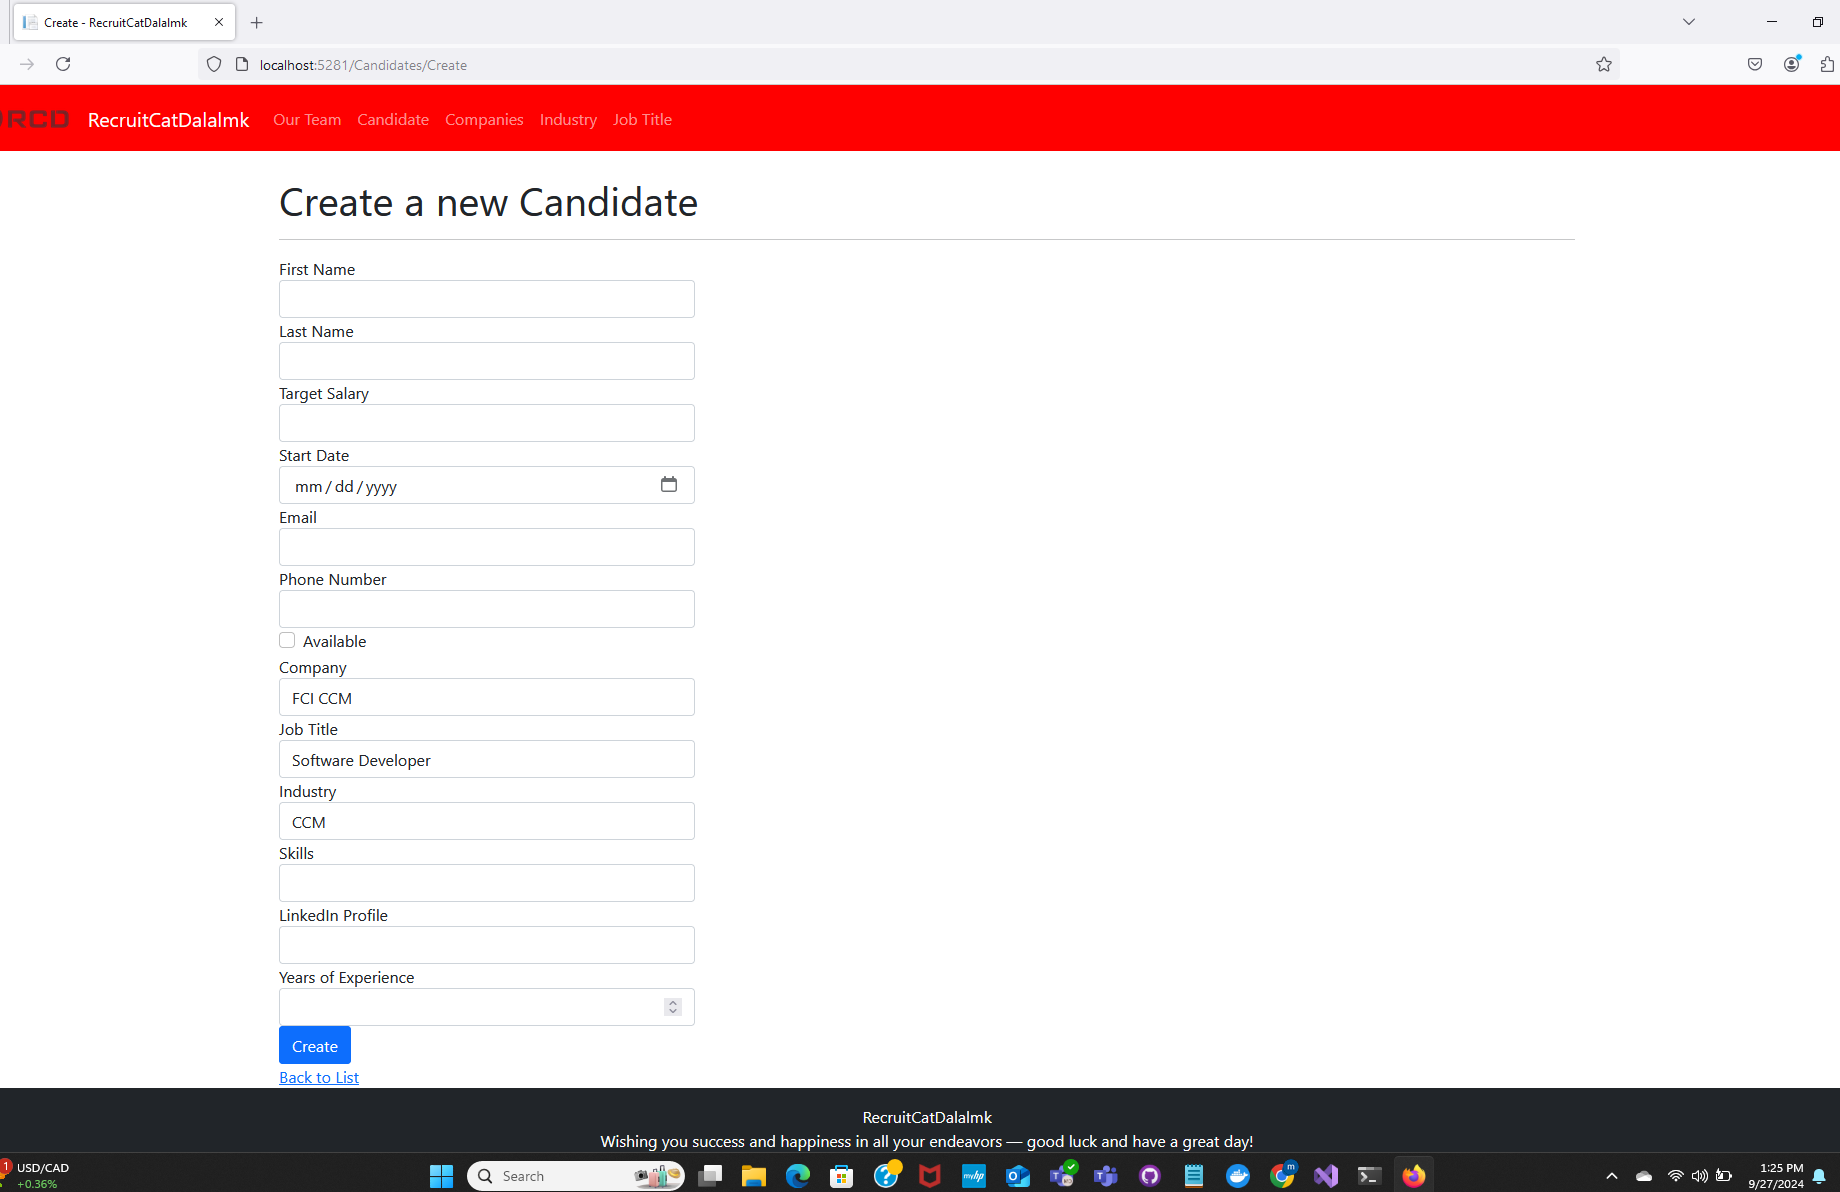 Create - RecruitCatDalalmk
localhost:5281/Candidates/Create
RCD RecruitCatDalalmk Our Team Candidate Companies Industry Job Title
Create a new Candidate
First Name
Last Name
Target Salary
Start Date
mm / dd / yyyy
Email
Phone Number
Available
Company
FCI CCM
Job Title
Software Developer
Industry
CCM
Skills
LinkedIn Profile
Years of Experience
Create
Back to List
RecruitCatDalalmk
Wishing you success and happiness in all your endeavors — good luck and have a great day!
1 USD/CAD
+0.36%
Search
myhp
m
1:25 PM
9/27/2024